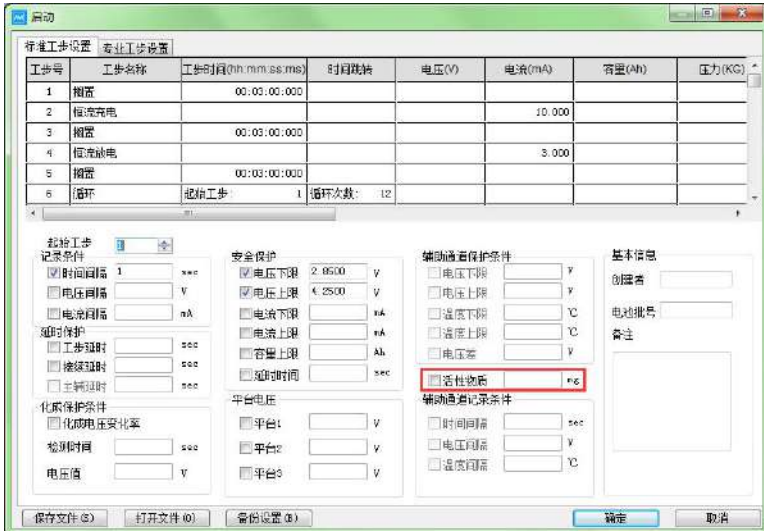 启动
标准工步设置 专业工步设置
工步号 工步名称 工步时间(hh:mm:ss:ms) 时间跳转 电压(V) 电流(mA) 容量(Ah) 压力(KG)
1 搁置 00:03:00:000
2 恒流充电 10.000
3 搁置 00:03:00:000
4 恒流放电 3.000
5 搁置 00:03:00:000
6 循环 起始工步: 1 循环次数: 12
起始工步 1
记录条件
时间间隔 1 sec
电压间隔 V
电流间隔 mA
延时保护
工步延时 sec
接续延时 sec
主辅延时 sec
化成保护条件
化成电压变化率
检测时间 sec
电压值 V
安全保护
电压下限 2.8500 V
电压上限 4.2500 V
电流下限 mA
电流上限 mA
容量上限 Ah
延时时间 sec
平台电压
平台1 V
平台2 V
平台3 V
辅助通道保护条件
电压下限 V
电压上限 V
温度下限 ℃
温度上限 ℃
电压差 V
活性物质 mg
辅助通道记录条件
时间间隔 sec
电压间隔 V
温度间隔 ℃
基本信息
创建者
电池批号
备注
保存文件(S) 打开文件(O) 备份设置(B) 确定 取消